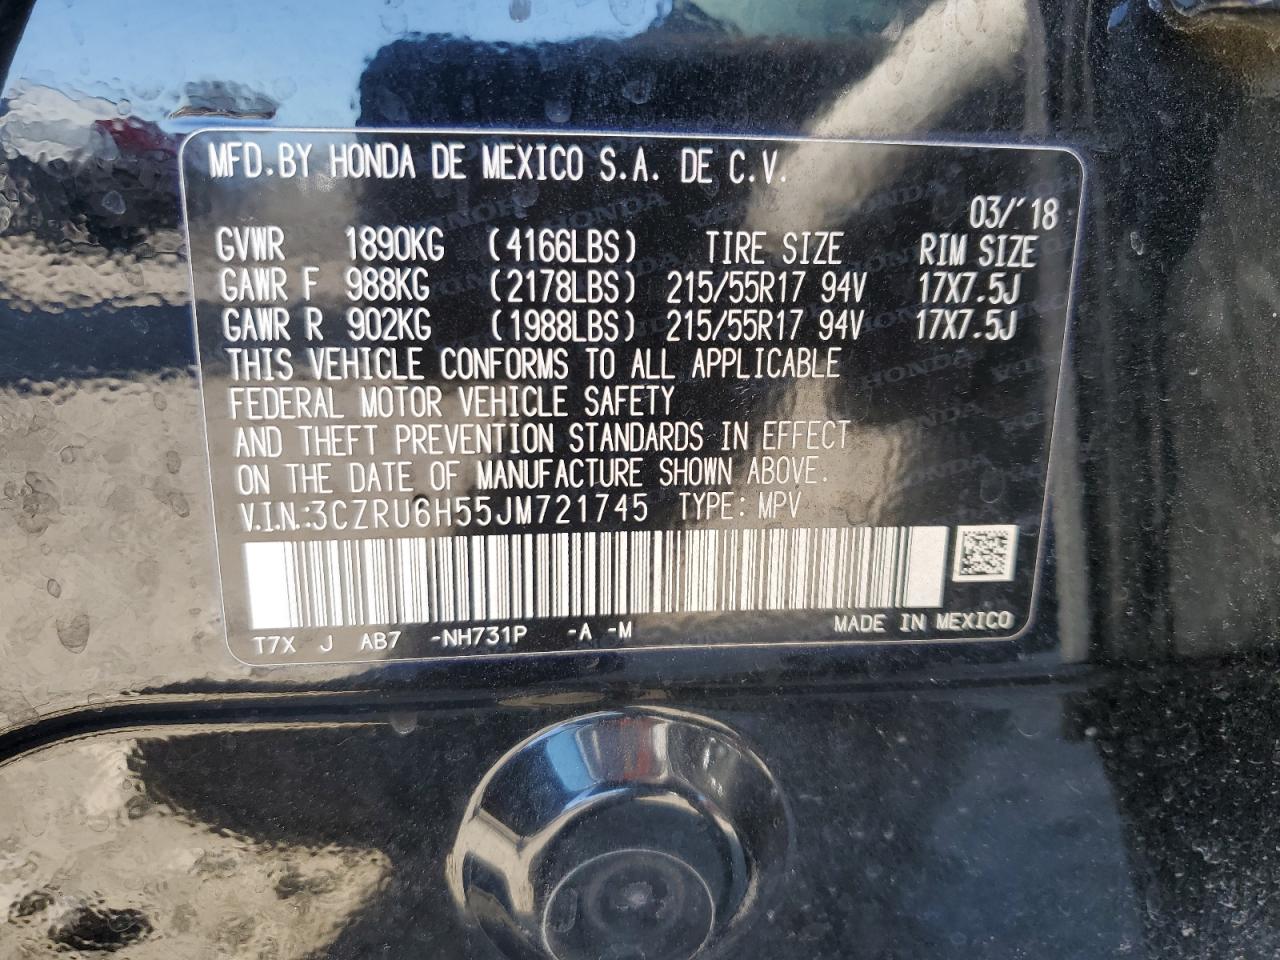 MFD.BY HONDA DE MEXICO S.A. DE C.V.
03/'18
GVWR 1890KG (4166LBS) TIRE SIZE RIM SIZE
GAWR F 988KG (2178LBS) 215/55R17 94V 17X7.5J
GAWR R 902KG (1988LBS) 215/55R17 94V 17X7.5J
THIS VEHICLE CONFORMS TO ALL APPLICABLE
FEDERAL MOTOR VEHICLE SAFETY
AND THEFT PREVENTION STANDARDS IN EFFECT
ON THE DATE OF MANUFACTURE SHOWN ABOVE.
V.I.N.:3CZRU6H55JM721745 TYPE: MPV
T7X J AB7 -NH731P -A -M MADE IN MEXICO